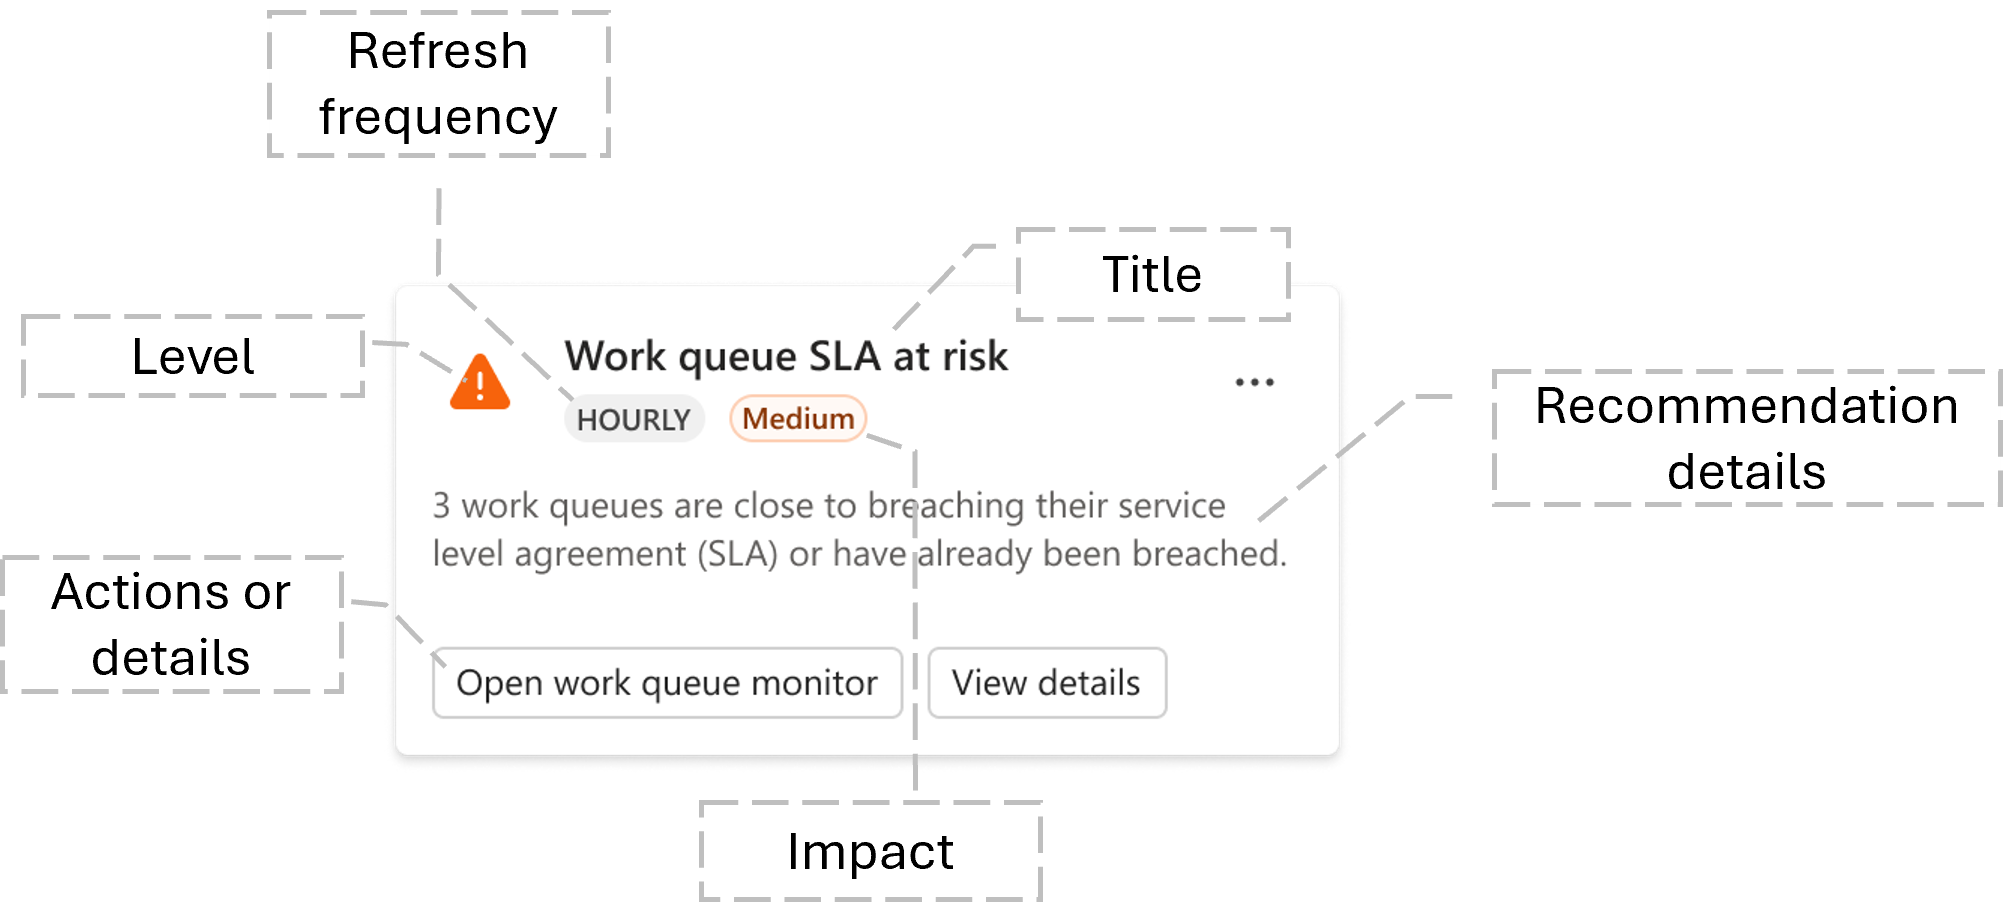 Refresh
frequency
Title
Level
Work queue SLA at risk
HOURLY
Medium
Recommendation
details
3 work queues are close to breaching their service
level agreement (SLA) or have already been breached.
Actions or
details
Open work queue monitor
View details
Impact